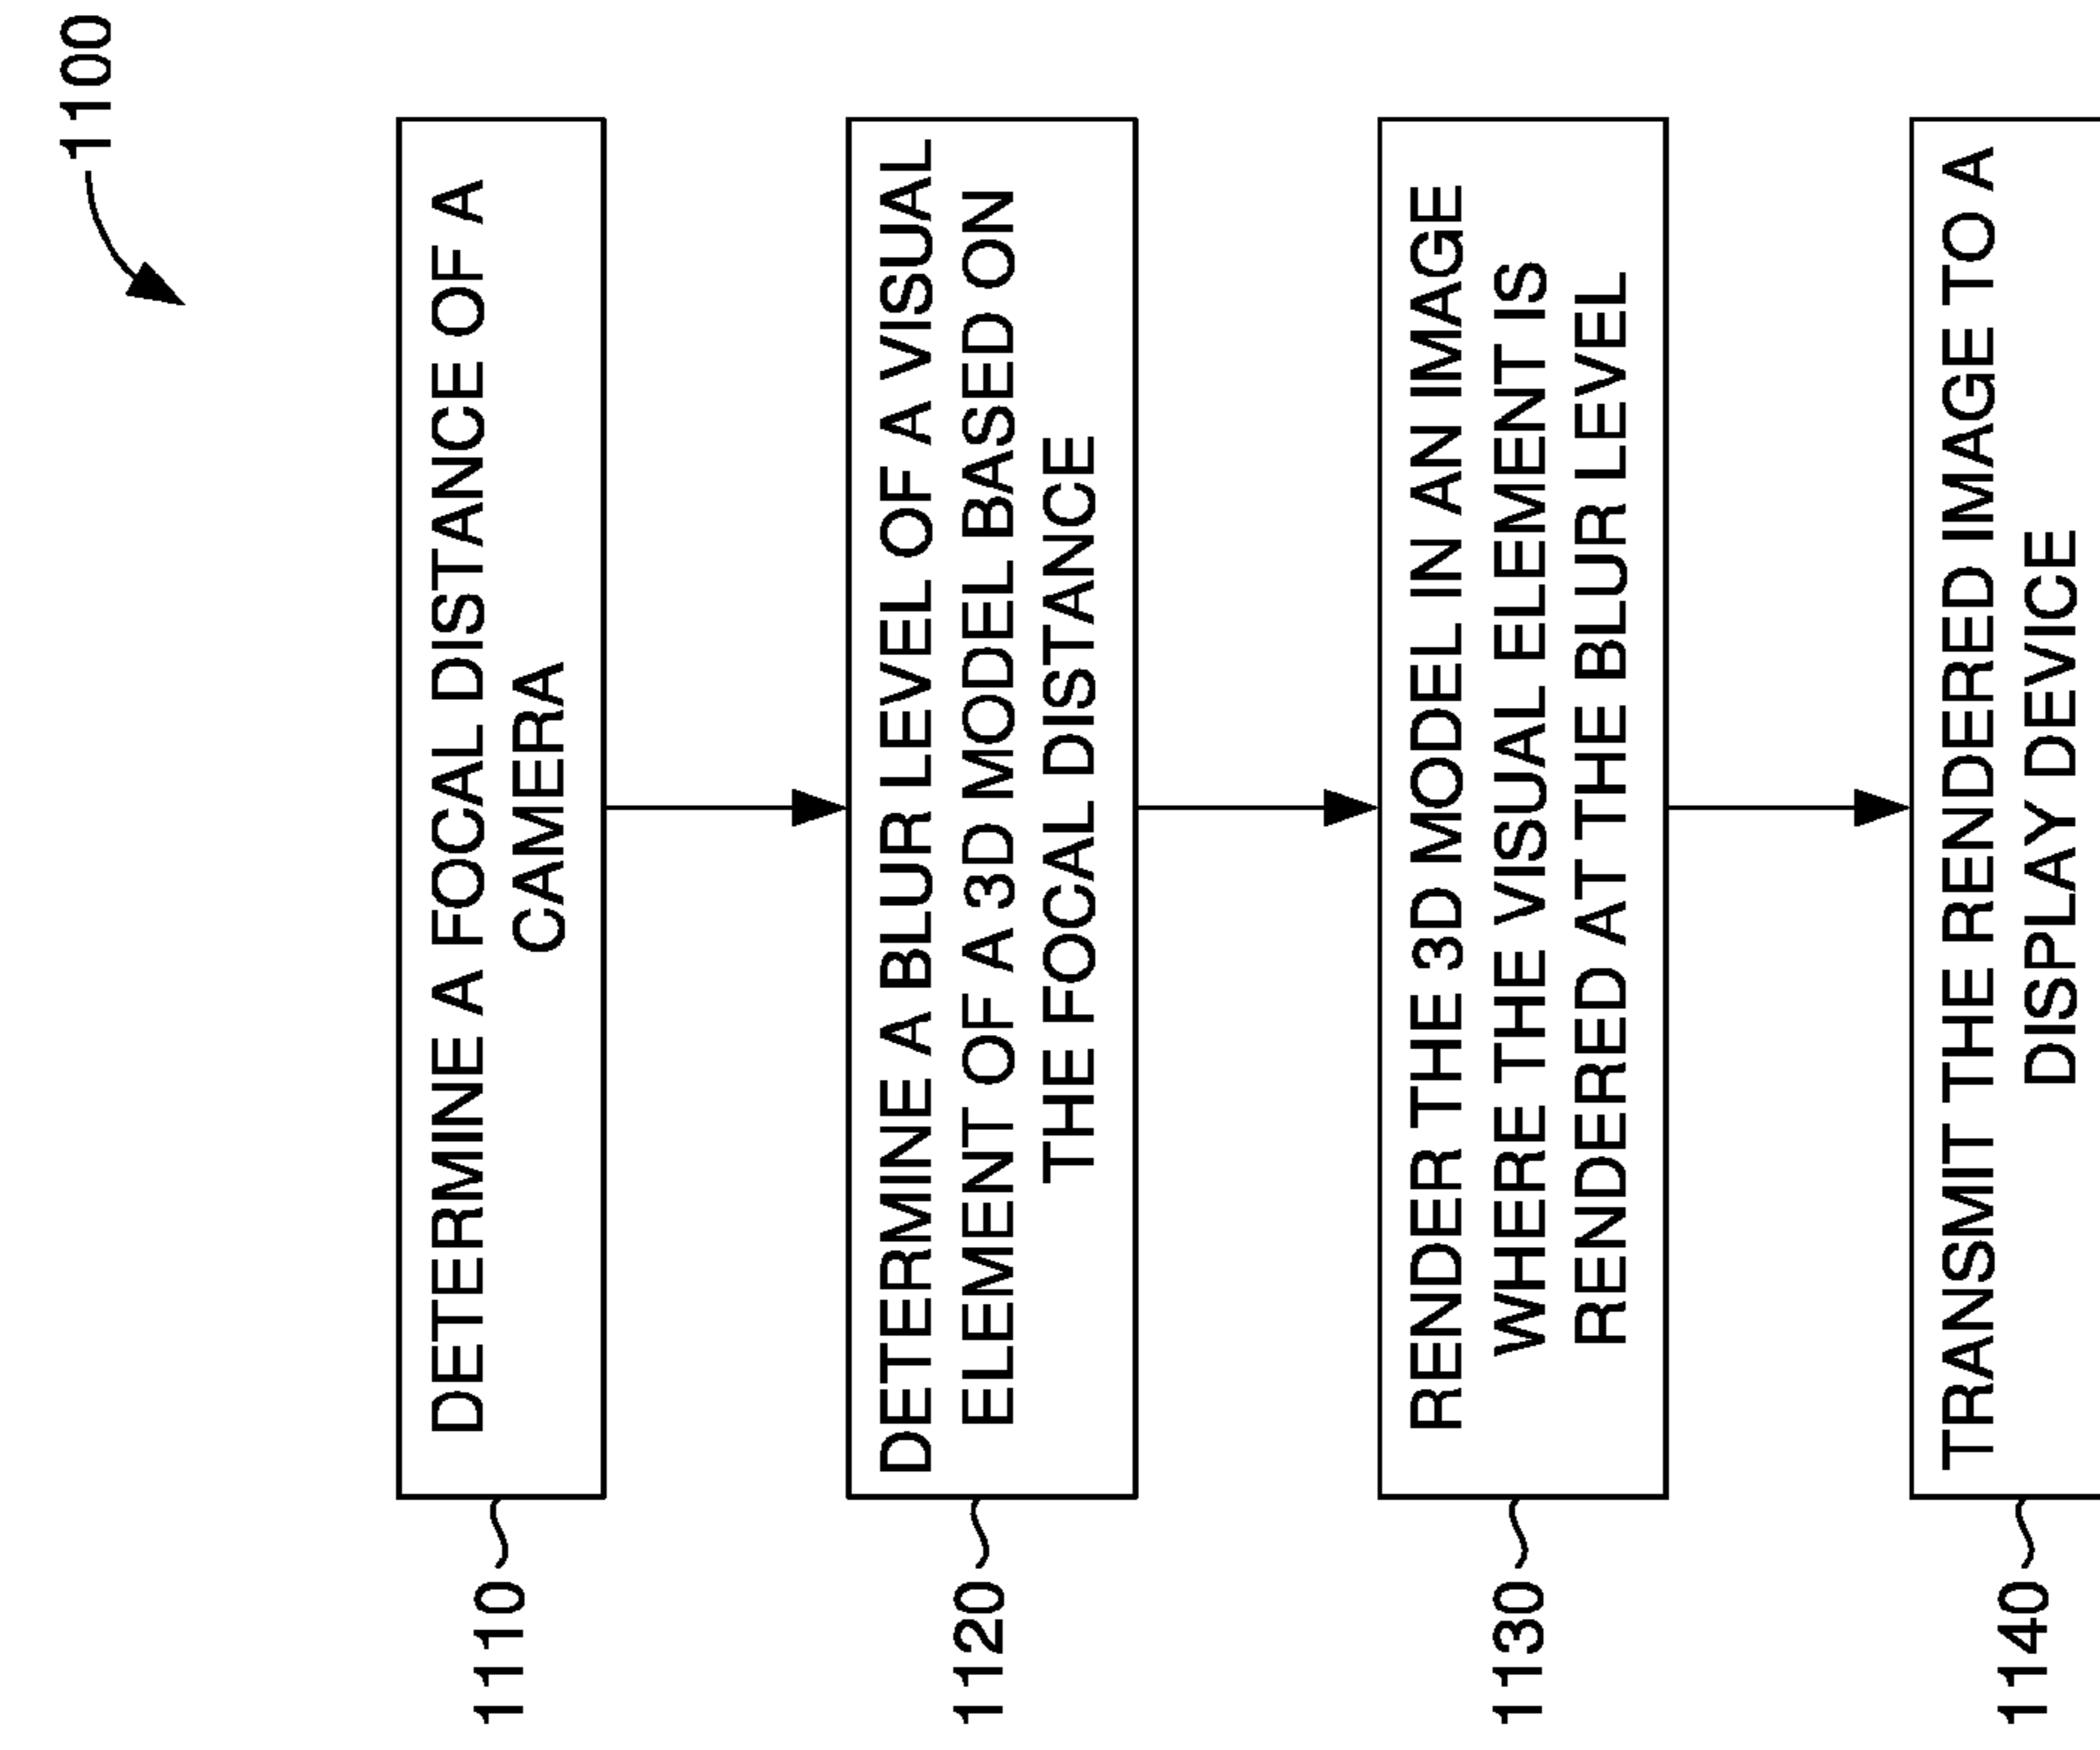 1100
DETERMINE A FOCAL DISTANCE OF A
CAMERA
1110
DETERMINE A BLUR LEVEL OF A VISUAL
ELEMENT OF A 3D MODEL BASED ON
THE FOCAL DISTANCE
1120
RENDER THE 3D MODEL IN AN IMAGE
WHERE THE VISUAL ELEMENT IS
RENDERED AT THE BLUR LEVEL
1130
TRANSMIT THE RENDERED IMAGE TO A
DISPLAY DEVICE
1140